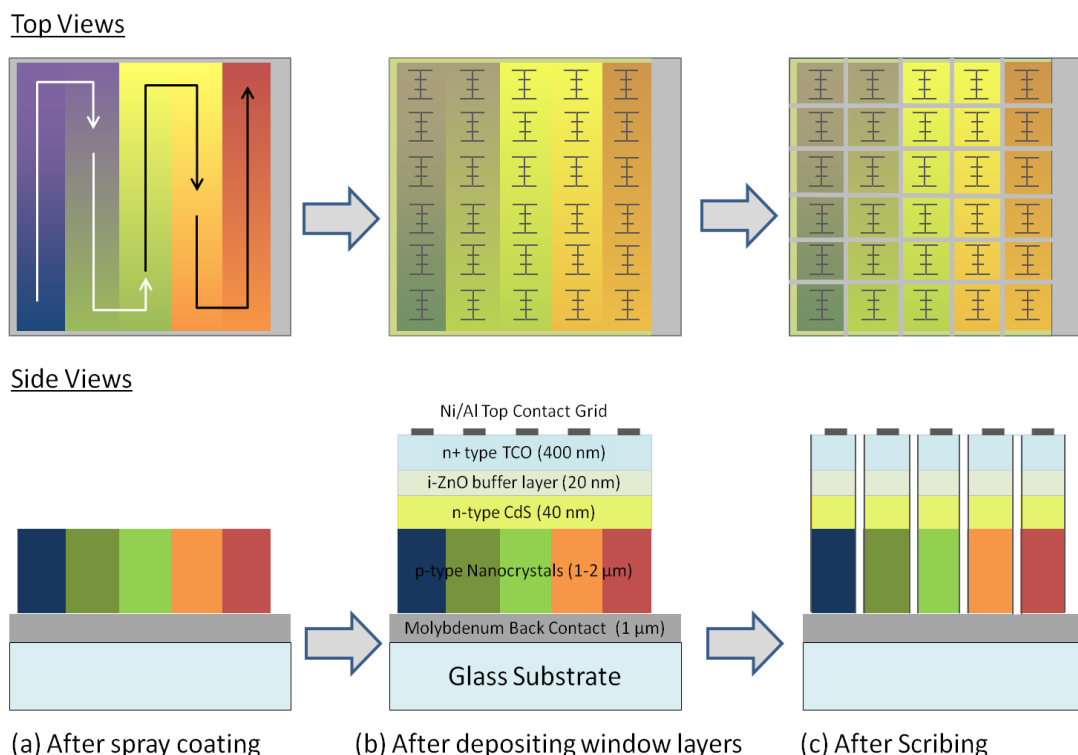 Top Views
Side Views
Ni/Al Top Contact Grid
n+ type TCO (400 nm)
i-ZnO buffer layer (20 nm)
n-type CdS (40 nm)
p-type Nanocrystals (1-2 μm)
Molybdenum Back Contact (1 μm)
Glass Substrate
(a) After spray coating
(b) After depositing window layers
(c) After Scribing